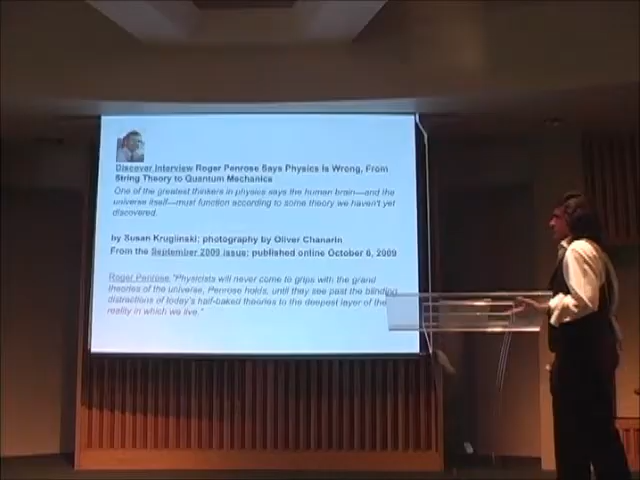 Discover Interview Roger Penrose Says Physics Is Wrong, From
String Theory to Quantum Mechanics
One of the greatest thinkers in physics says the human brain—and the
universe itself—must function according to some theory we haven't yet
discovered.
by Susan Kruglinski; photography by Oliver Chanarin
From the September 2009 issue; published online October 6, 2009
Roger Penrose "Physicists will never come to grips with the grand
theories of the universe, Penrose holds, until they see past the blinding
distractions of today's half-baked theories to the deepest layer of the
reality in which we live."